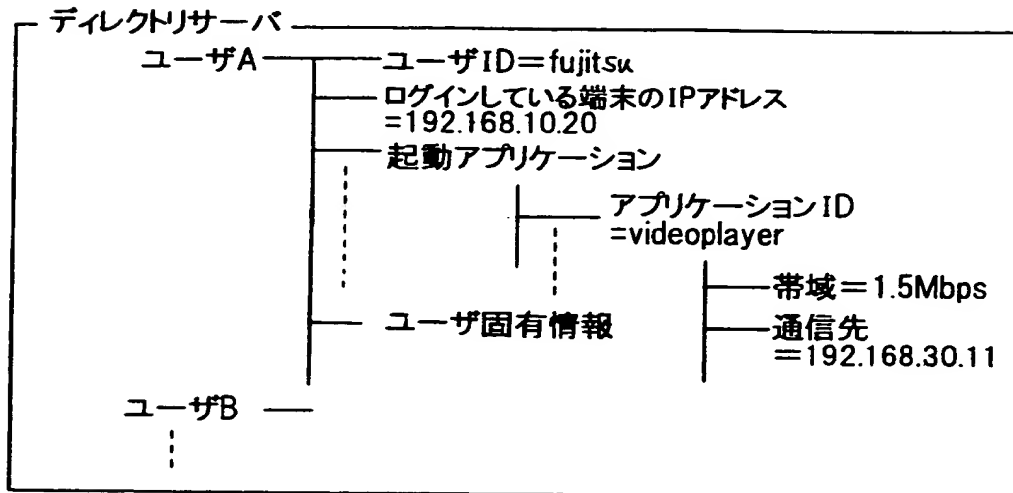 ディレクトリサーバ
ユーザA
ユーザID=fujitsu
ログインしている端末のIPアドレス
=192.168.10.20
起動アプリケーション
アプリケーションID
=videoplayer
帯域=1.5Mbps
通信先
=192.168.30.11
ユーザ固有情報
ユーザB